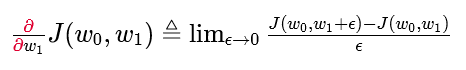 ∂/∂w₁ J(w₀, w₁) ≜ lim_{ϵ→0} (J(w₀,w₁+ϵ)−J(w₀,w₁))/ϵ